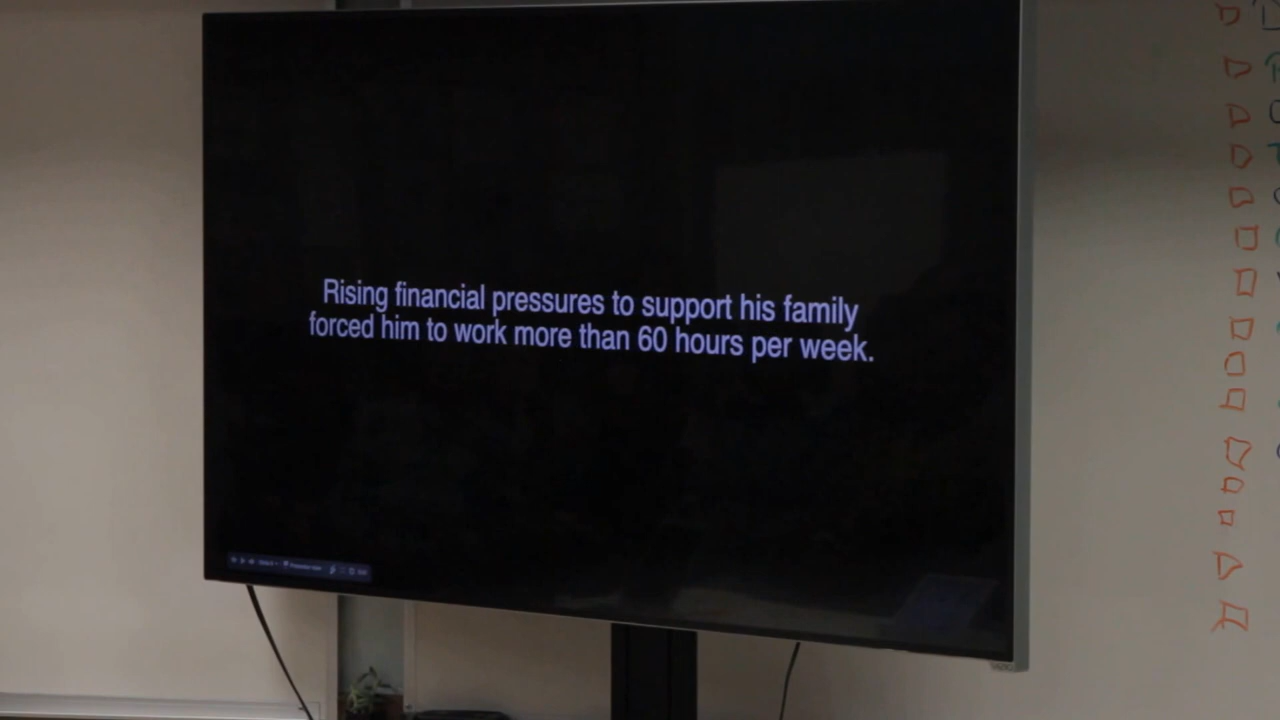 Rising financial pressures to support his family
forced him to work more than 60 hours per week.